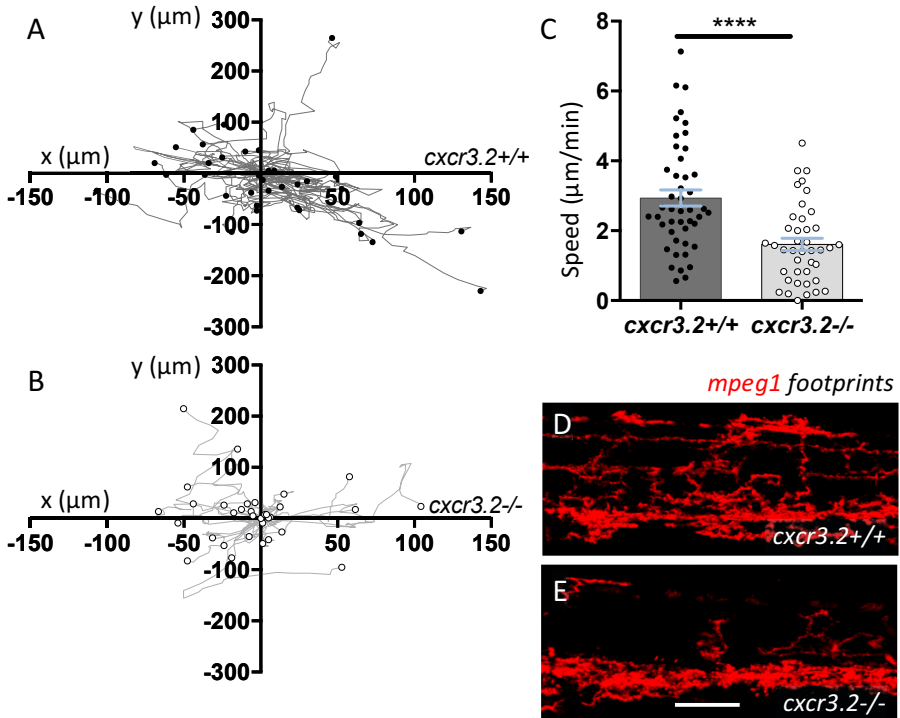 A
y (µm)
300
200
100
x (µm)
cxcr3.2+/+
-150 -100 -50 0 50 100 150
-100
-200
-300
B
y (µm)
300
200
100
x (µm)
cxcr3.2-/-
-150 -100 -50 0 50 100 150
-100
-200
-300
C
****
Speed (µm/min)
8
6
4
2
0
cxcr3.2+/+ cxcr3.2-/-
mpeg1 footprints
D
cxcr3.2+/+
E
cxcr3.2-/-